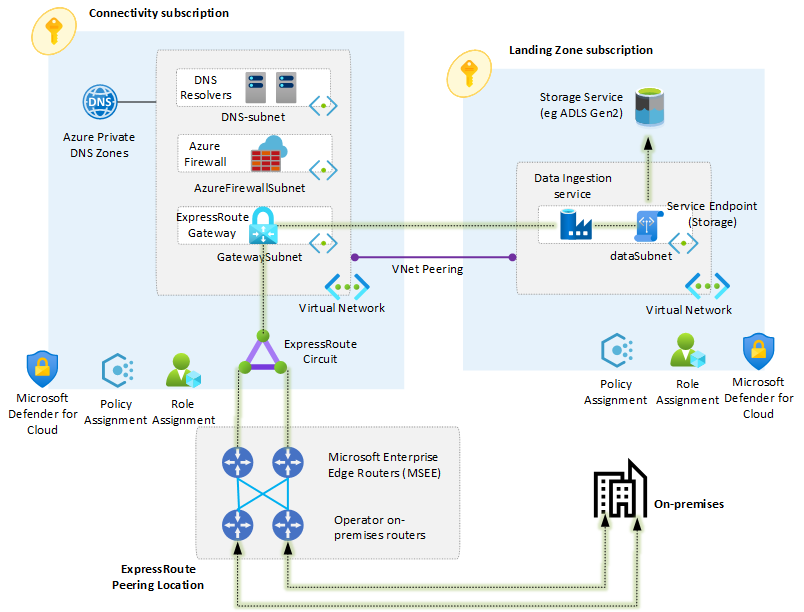 Connectivity subscription
Landing Zone subscription
DNS
Resolvers
DNS-subnet
DNS
Azure Private
DNS Zones
Azure
Firewall
AzureFirewallSubnet
ExpressRoute
Gateway
GatewaySubnet
Virtual Network
VNet Peering
Storage Service
(eg ADLS Gen2)
Data Ingestion
service
Service Endpoint
(Storage)
dataSubnet
Virtual Network
ExpressRoute
Circuit
Microsoft
Defender for
Cloud
Policy
Assignment
Role
Assignment
Policy
Assignment
Role
Assignment
Microsoft
Defender for
Cloud
Microsoft Enterprise
Edge Routers (MSEE)
Operator on-
premises routers
On-premises
ExpressRoute
Peering Location